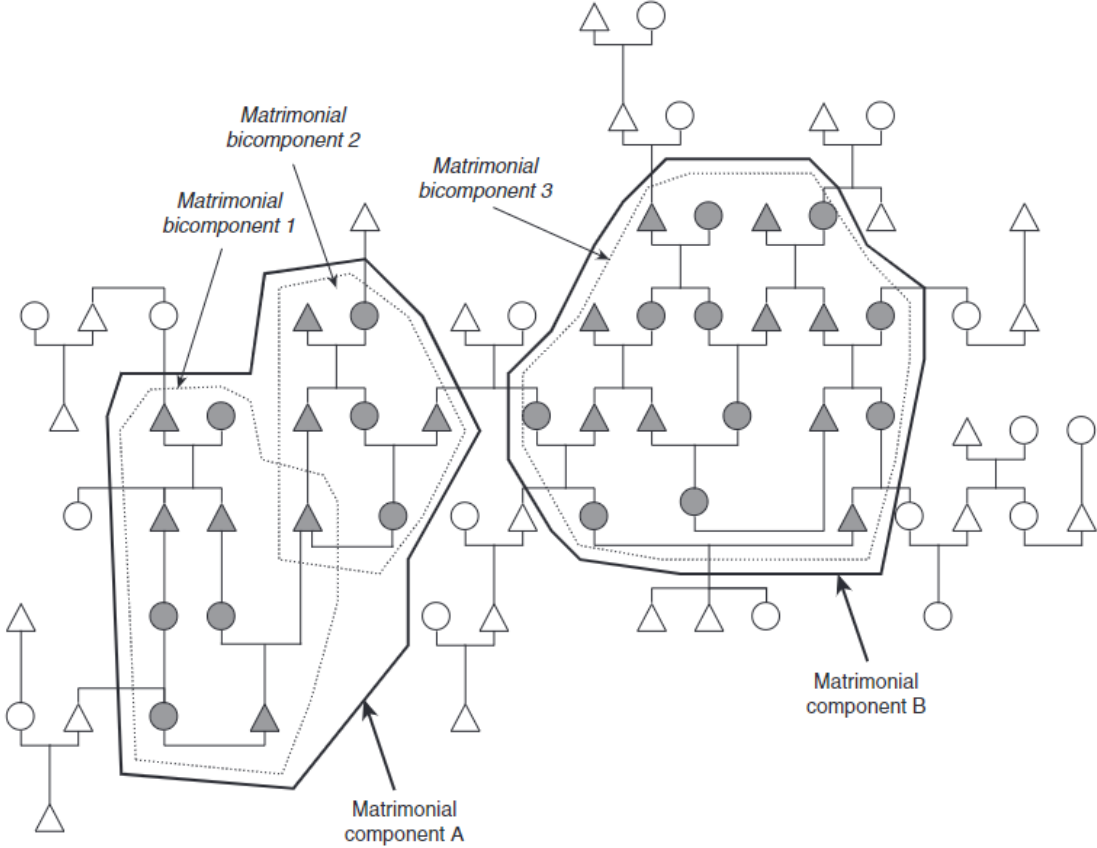 Matrimonial
bicomponent 2
Matrimonial
bicomponent 3
Matrimonial
bicomponent 1
Matrimonial
component B
Matrimonial
component A